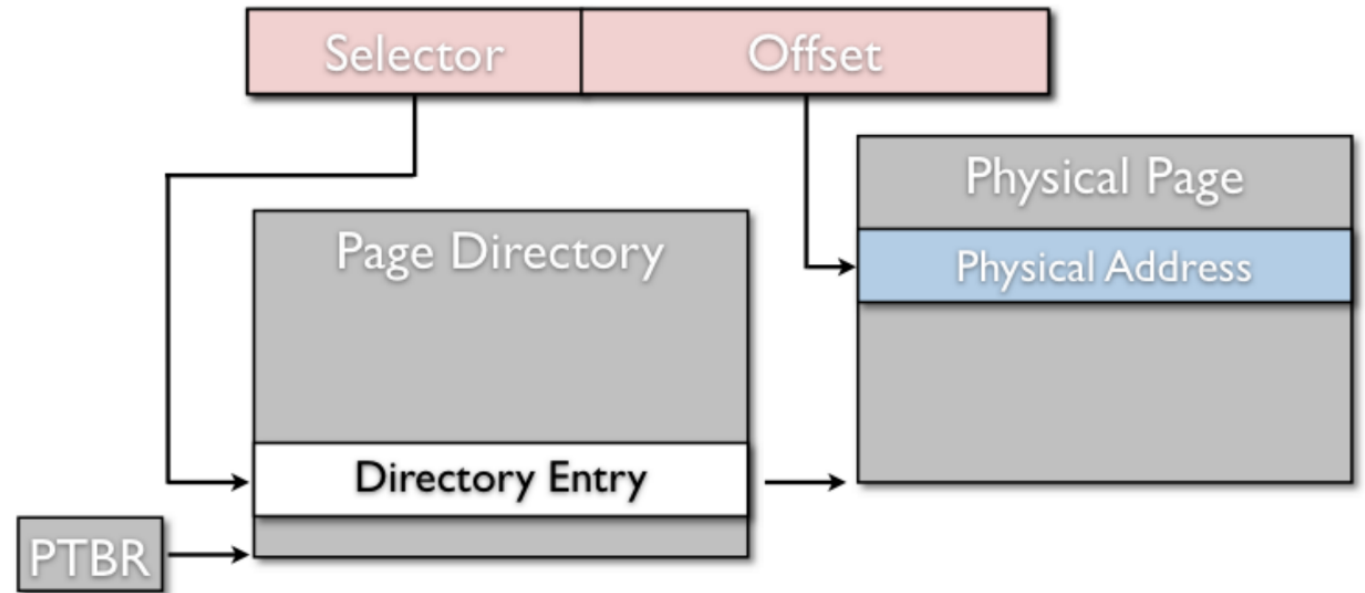 Selector
Offset
Physical Page
Page Directory
Physical Address
Directory Entry
PTBR